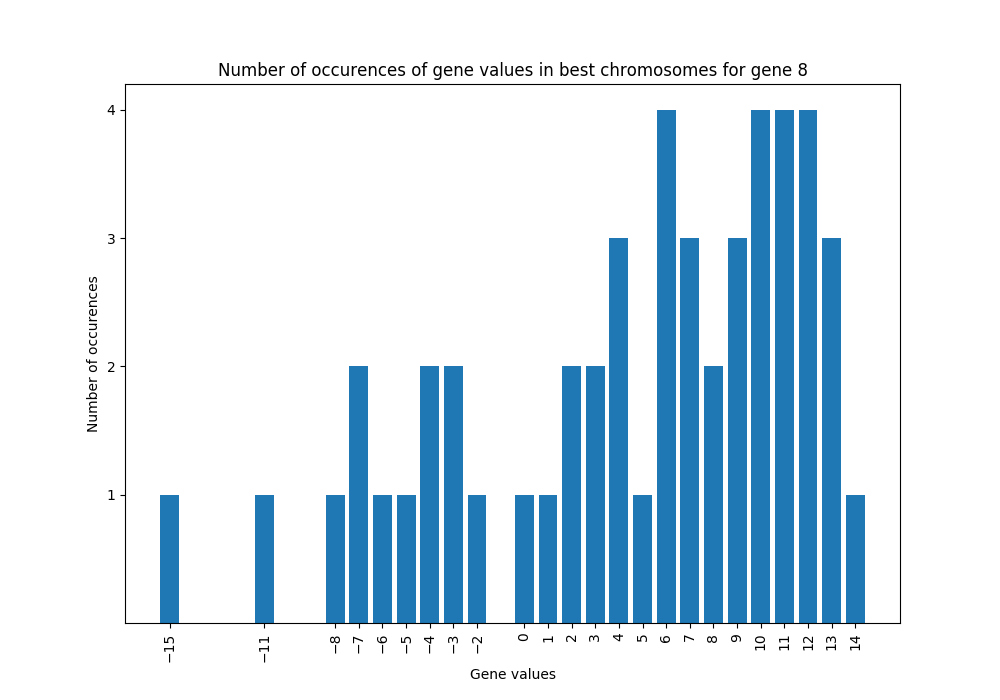 Number of occurences of gene values in best chromosomes for gene 8
Number of occurences
4
3
2
1
−15 −11 −8 −7 −6 −5 −4 −3 −2 0 1 2 3 4 5 6 7 8 9 10 11 12 13 14
Gene values